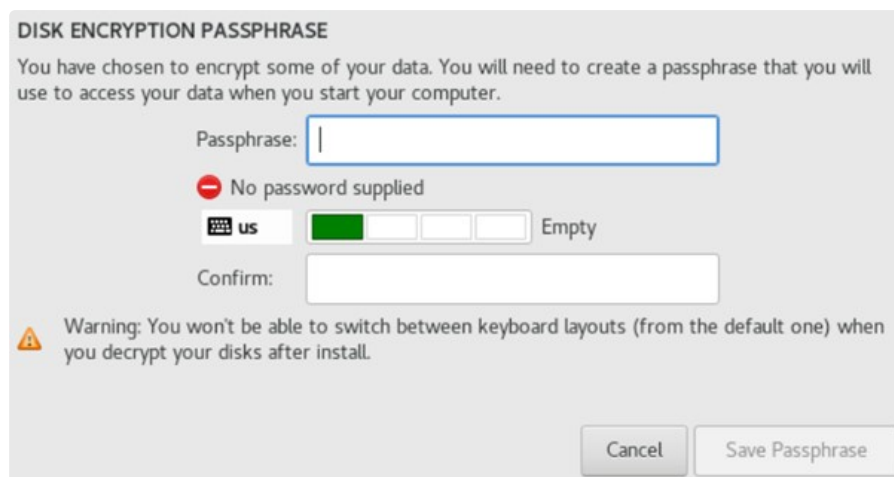 DISK ENCRYPTION PASSPHRASE
You have chosen to encrypt some of your data. You will need to create a passphrase that you will
use to access your data when you start your computer.
Passphrase:
No password supplied
us Empty
Confirm:
Warning: You won't be able to switch between keyboard layouts (from the default one) when
you decrypt your disks after install.
Cancel Save Passphrase